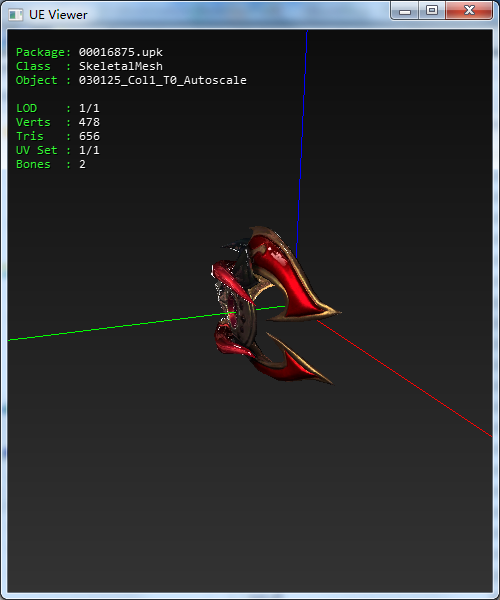 UE Viewer
Package: 00016875.upk
Class : SkeletalMesh
Object : 030125_Col1_T0_Autoscale
LOD : 1/1
Verts : 478
Tris : 656
UV Set : 1/1
Bones : 2